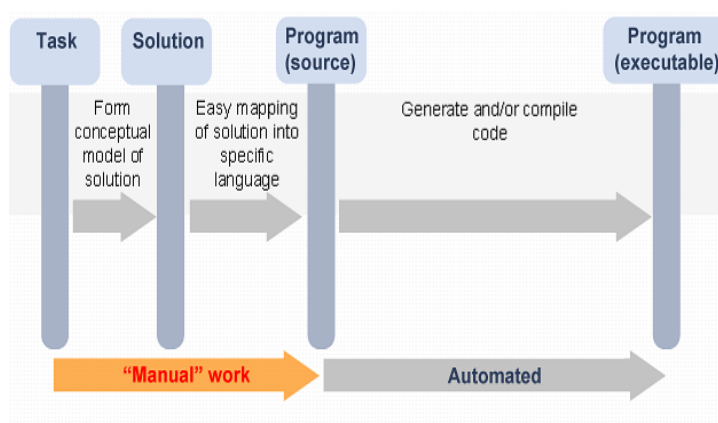 Task
Solution
Program
(source)
Program
(executable)
Form
conceptual
model of
solution
Easy mapping
of solution into
specific
language
Generate and/or compile
code
“Manual” work
Automated